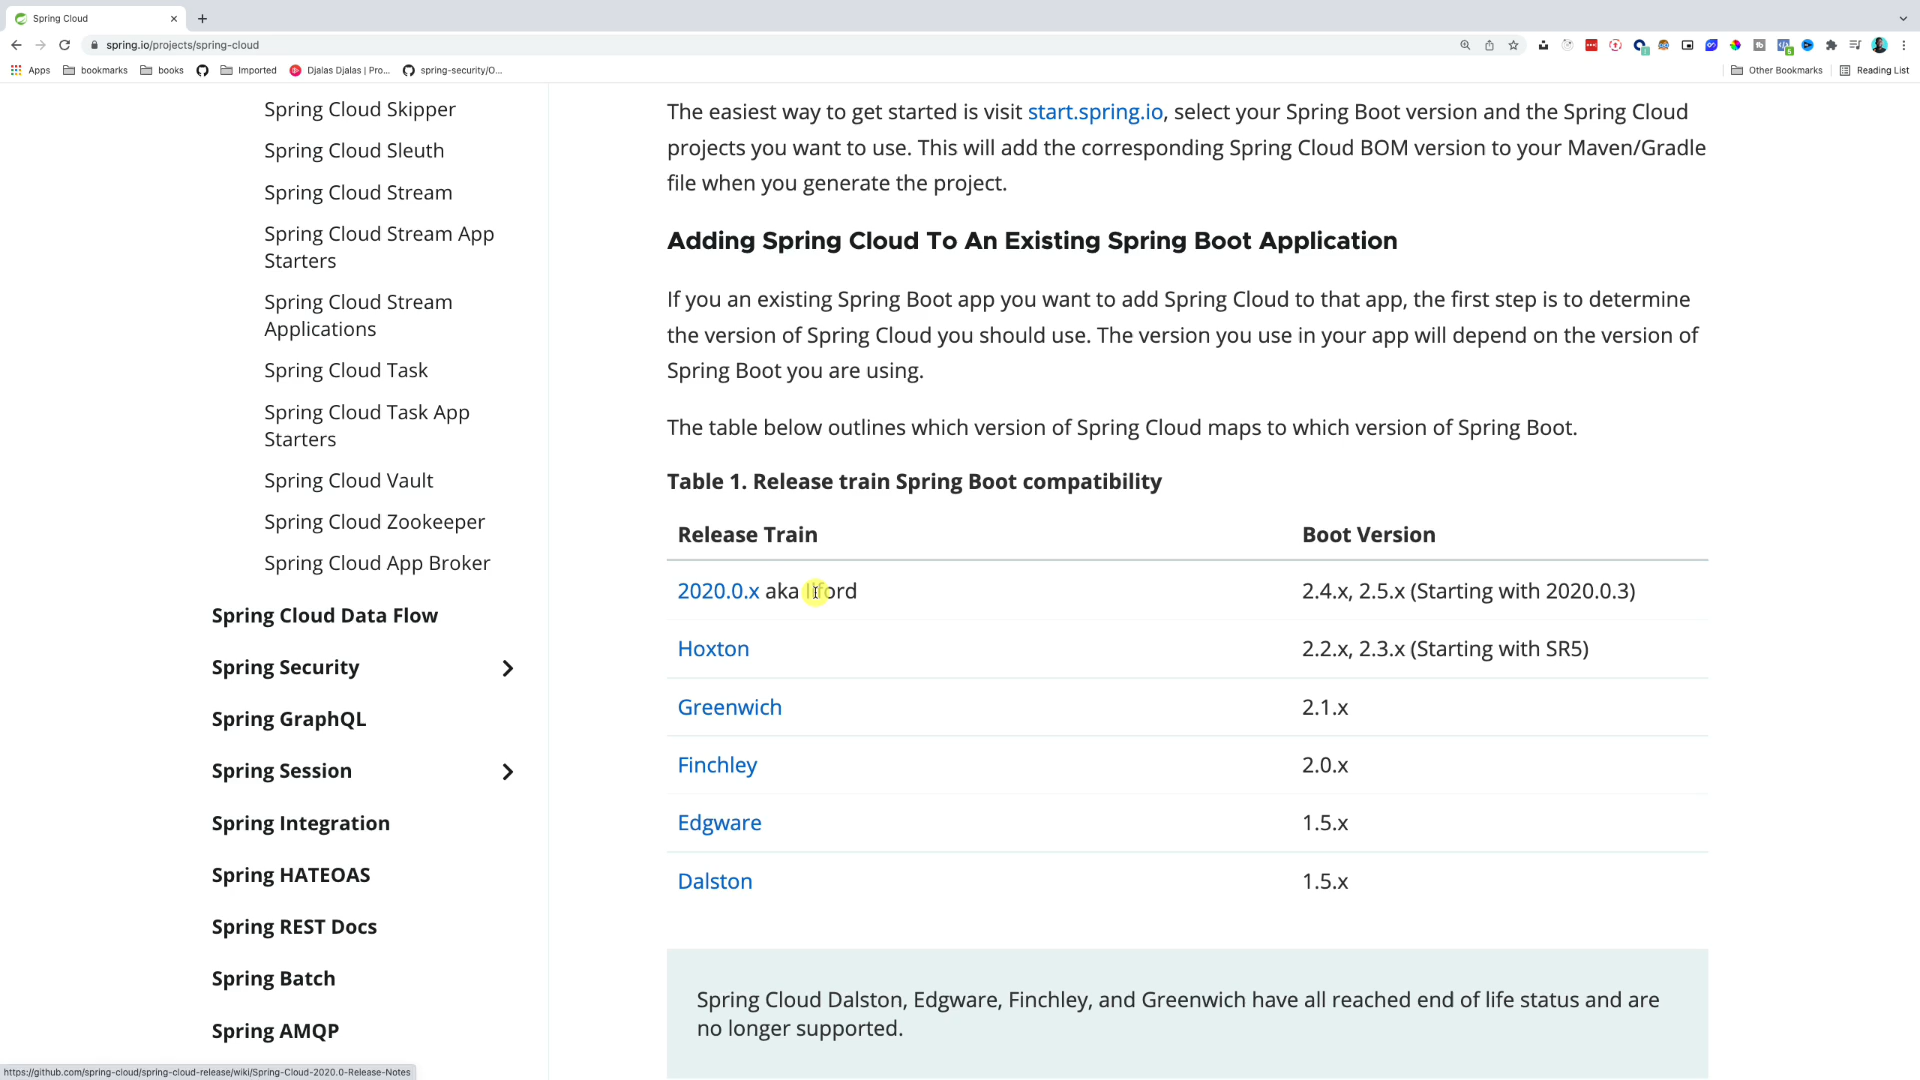 Spring Cloud
spring.io/projects/spring-cloud
Apps
bookmarks
books
Imported
Djalas Djalas | Pro...
spring-security/O...
Other Bookmarks
Reading List
Spring Cloud Skipper
Spring Cloud Sleuth
Spring Cloud Stream
Spring Cloud Stream App
Starters
Spring Cloud Stream
Applications
Spring Cloud Task
Spring Cloud Task App
Starters
Spring Cloud Vault
Spring Cloud Zookeeper
Spring Cloud App Broker
Spring Cloud Data Flow
Spring Security
Spring GraphQL
Spring Session
Spring Integration
Spring HATEOAS
Spring REST Docs
Spring Batch
Spring AMQP
The easiest way to get started is visit start.spring.io, select your Spring Boot version and the Spring Cloud
projects you want to use. This will add the corresponding Spring Cloud BOM version to your Maven/Gradle
file when you generate the project.
Adding Spring Cloud To An Existing Spring Boot Application
If you an existing Spring Boot app you want to add Spring Cloud to that app, the first step is to determine
the version of Spring Cloud you should use. The version you use in your app will depend on the version of
Spring Boot you are using.
The table below outlines which version of Spring Cloud maps to which version of Spring Boot.
Table 1. Release train Spring Boot compatibility
Release Train Boot Version
2020.0.x aka Ilford 2.4.x, 2.5.x (Starting with 2020.0.3)
Hoxton 2.2.x, 2.3.x (Starting with SR5)
Greenwich 2.1.x
Finchley 2.0.x
Edgware 1.5.x
Dalston 1.5.x
Spring Cloud Dalston, Edgware, Finchley, and Greenwich have all reached end of life status and are
no longer supported.
https://github.com/spring-cloud/spring-cloud-release/wiki/Spring-Cloud-2020.0-Release-Notes